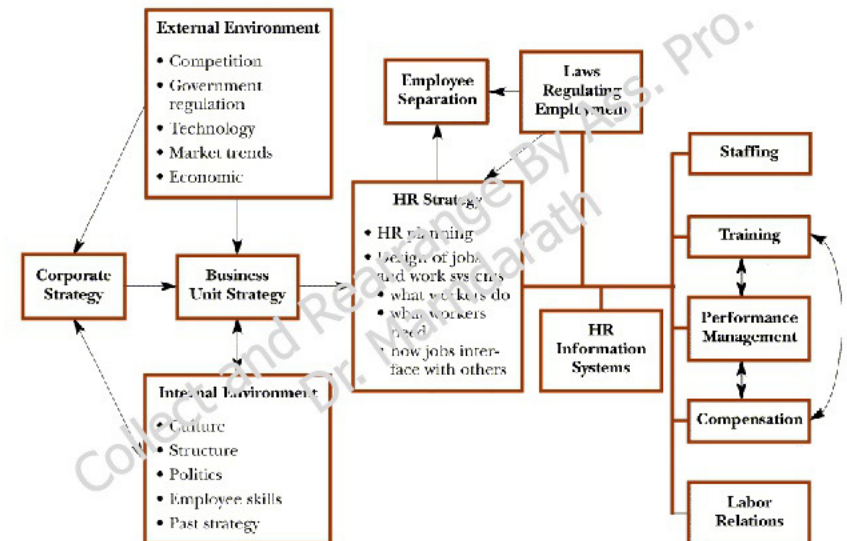 External Environment
• Competition
• Government
regulation
• Technology
• Market trends
• Economic
Employee
Separation
Laws
Regulating
Employment
Corporate
Strategy
Business
Unit Strategy
HR Strategy
• HR planning
• Design of jobs
and work systems
• what workers do
• what workers
need
• how jobs inter-
face with others
HR
Information
Systems
Internal Environment
• Culture
• Structure
• Politics
• Employee skills
• Past strategy
Staffing
Training
Performance
Management
Compensation
Labor
Relations
Collect and Rearrange By Ass. Pro.